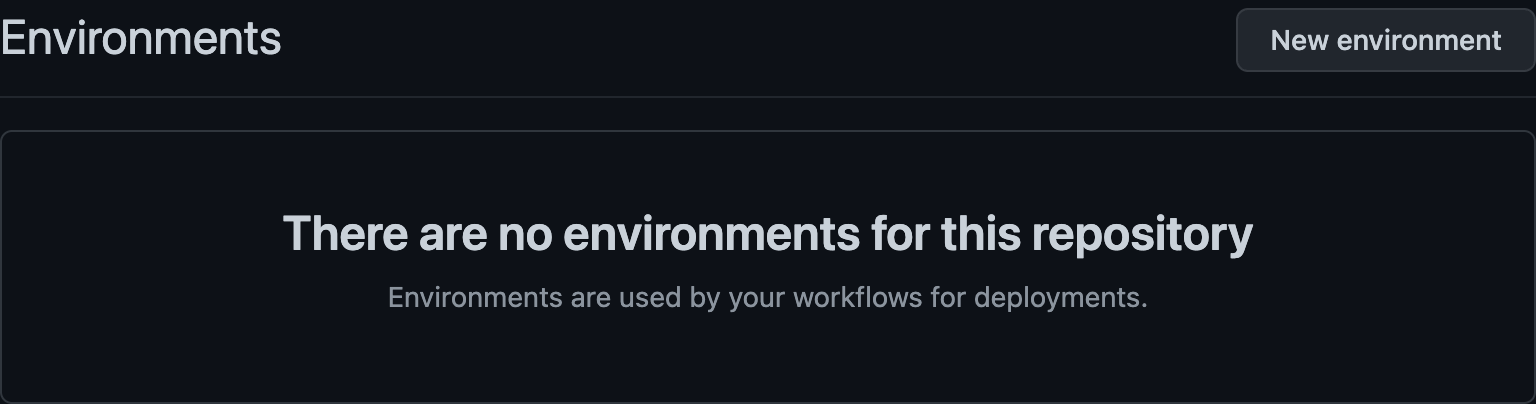 Environments
New environment
There are no environments for this repository
Environments are used by your workflows for deployments.